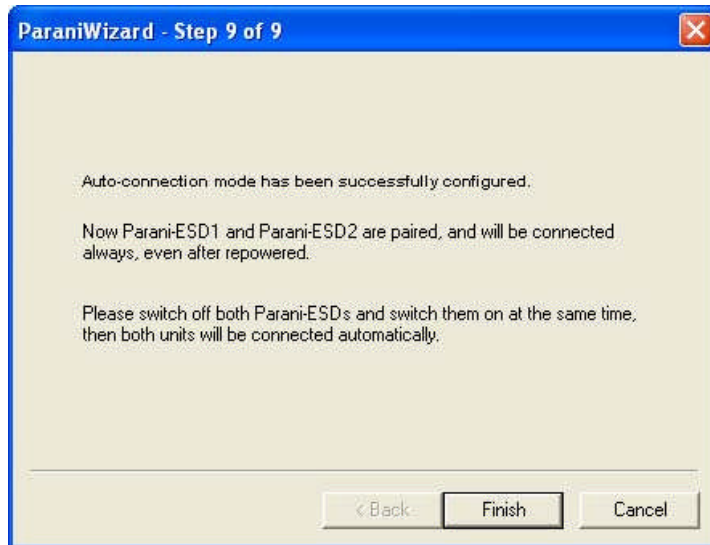 ParaniWizard - Step 9 of 9
Auto-connection mode has been successfully configured.
Now Parani-ESD1 and Parani-ESD2 are paired, and will be connected
always, even after repowered.
Please switch off both Parani-ESDs and switch them on at the same time,
then both units will be connected automatically.
< Back
Finish
Cancel